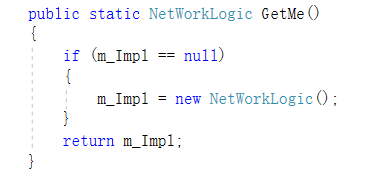 public static NetWorkLogic GetMe()
{
if (m_Impl == null)
{
m_Impl = new NetWorkLogic();
}
return m_Impl;
}